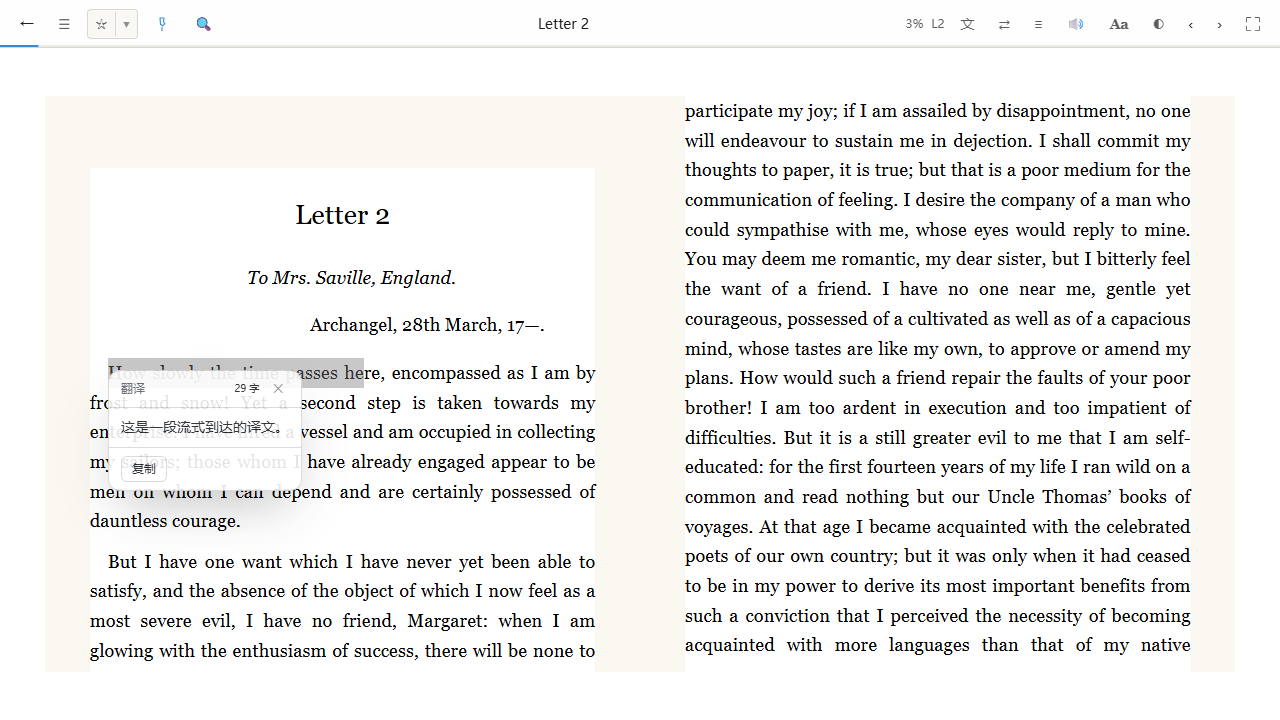 Letter 2
3% L2 文 Aa
Letter 2
To Mrs. Saville, England.
Archangel, 28th March, 17—.
How slowly the time passes here, encompassed as I am by
frost and snow! Yet a second step is taken towards my
enterprise. I have hired a vessel and am occupied in collecting
my sailors; those whom I have already engaged appear to be
men on whom I can depend and are certainly possessed of
dauntless courage.
翻译 29 字
这是一段流式到达的译文。
复制
But I have one want which I have never yet been able to
satisfy, and the absence of the object of which I now feel as a
most severe evil, I have no friend, Margaret: when I am
glowing with the enthusiasm of success, there will be none to
participate my joy; if I am assailed by disappointment, no one
will endeavour to sustain me in dejection. I shall commit my
thoughts to paper, it is true; but that is a poor medium for the
communication of feeling. I desire the company of a man who
could sympathise with me, whose eyes would reply to mine.
You may deem me romantic, my dear sister, but I bitterly feel
the want of a friend. I have no one near me, gentle yet
courageous, possessed of a cultivated as well as of a capacious
mind, whose tastes are like my own, to approve or amend my
plans. How would such a friend repair the faults of your poor
brother! I am too ardent in execution and too impatient of
difficulties. But it is a still greater evil to me that I am self-
educated: for the first fourteen years of my life I ran wild on a
common and read nothing but our Uncle Thomas’ books of
voyages. At that age I became acquainted with the celebrated
poets of our own country; but it was only when it had ceased
to be in my power to derive its most important benefits from
such a conviction that I perceived the necessity of becoming
acquainted with more languages than that of my native